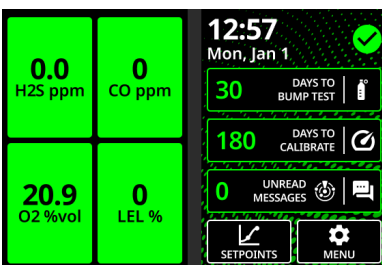 0.0
H2S ppm
0
CO ppm
20.9
O2 %vol
0
LEL %
12:57
Mon, Jan 1
30
DAYS TO
BUMP TEST
180
DAYS TO
CALIBRATE
0
UNREAD
MESSAGES
SETPOINTS
MENU